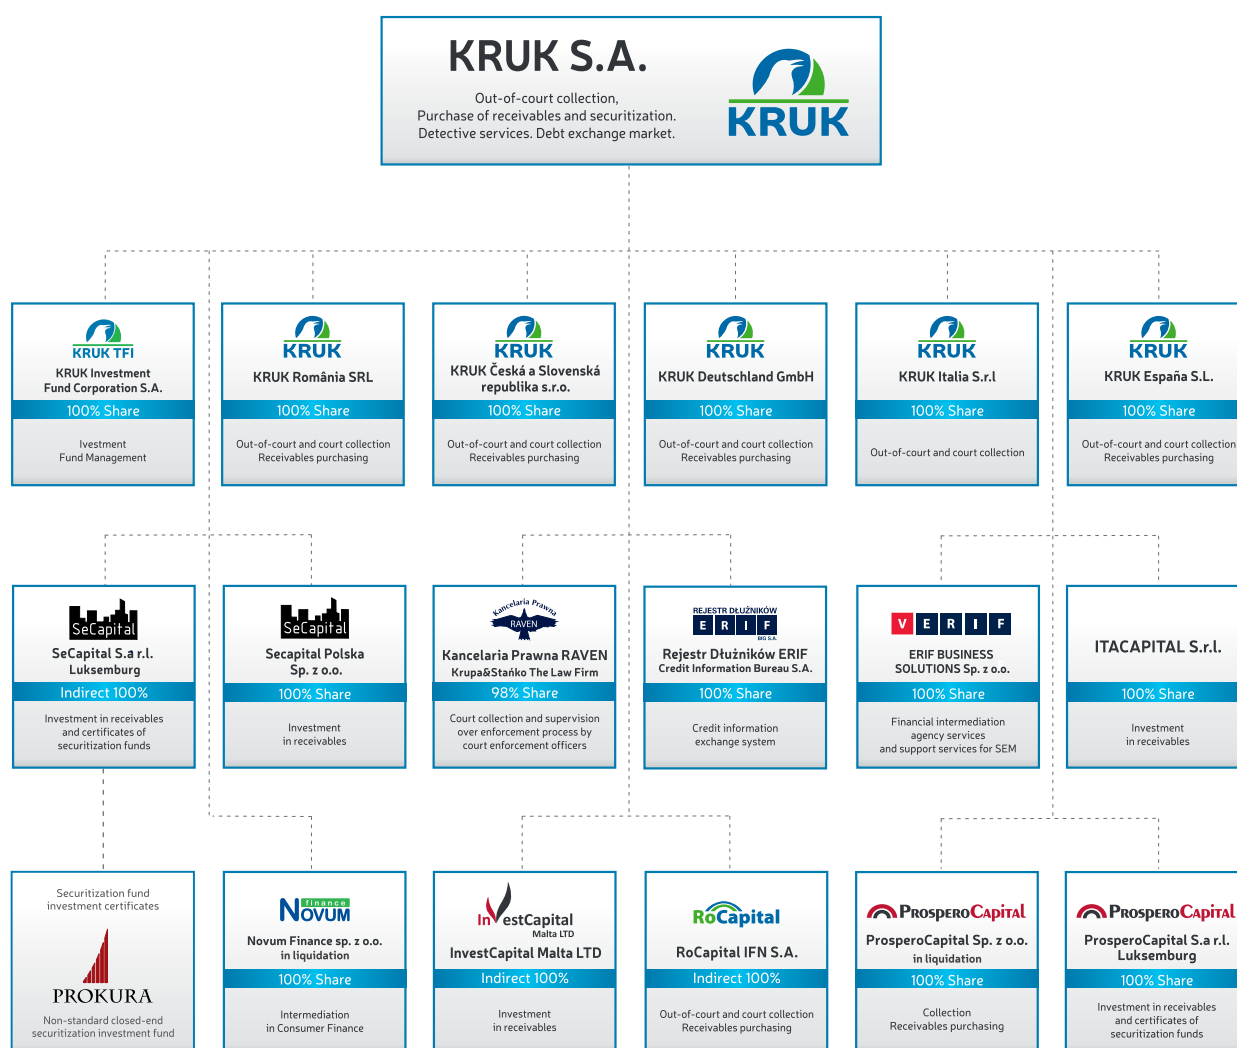 KRUK S.A.
Out-of-court collection,
Purchase of receivables and securitization.
Detective services. Debt exchange market.
KRUK
KRUK TFI
KRUK Investment
Fund Corporation S.A.
100% Share
Ivestment
Fund Management
KRUK
KRUK România SRL
100% Share
Out-of-court and court collection
Receivables purchasing
KRUK
KRUK Česká a Slovenská
republika s.r.o.
100% Share
Out-of-court and court collection
Receivables purchasing
KRUK
KRUK Deutschland GmbH
100% Share
Out-of-court and court collection
Receivables purchasing
KRUK
KRUK Italia S.r.l
100% Share
Out-of-court and court collection
KRUK
KRUK España S.L.
100% Share
Out-of-court and court collection
Receivables purchasing
SeCapital
SeCapital S.a r.l.
Luksemburg
Indirect 100%
Investment in receivables
and certificates of
securitization funds
SeCapital
Secapital Polska
Sp. z o.o.
100% Share
Investment
in receivables
Kancelaria Prawna
RAVEN
Kancelaria Prawna RAVEN
Krupa&Stańko The Law Firm
98% Share
Court collection and supervision
over enforcement process by
court enforcement officers
REJESTR DŁUŻNIKÓW
ERIF
BIG S.A.
Rejestr Dłużników ERIF
Credit Information Bureau S.A.
100% Share
Credit information
exchange system
VERIF
ERIF BUSINESS
SOLUTIONS Sp. z o.o.
100% Share
Financial intermediation
agency services
and support services for SEM
ITACAPITAL S.r.l.
100% Share
Investment
in receivables
Securitization fund
investment certificates
PROKURA
Non-standard closed-end
securitization investment fund
finance
NOVUM
Novum Finance sp. z o.o.
in liquidation
100% Share
Intermediation
in Consumer Finance
InvestCapital
Malta LTD
InvestCapital Malta LTD
Indirect 100%
Investment
in receivables
RoCapital
RoCapital IFN S.A.
Indirect 100%
Out-of-court and court collection
Receivables purchasing
PROSPEROCAPITAL
ProsperoCapital Sp. z o.o.
in liquidation
100% Share
Collection
Receivables purchasing
PROSPEROCAPITAL
ProsperoCapital S.a r.l.
Luksemburg
100% Share
Investment in receivables
and certificates of
securitization funds